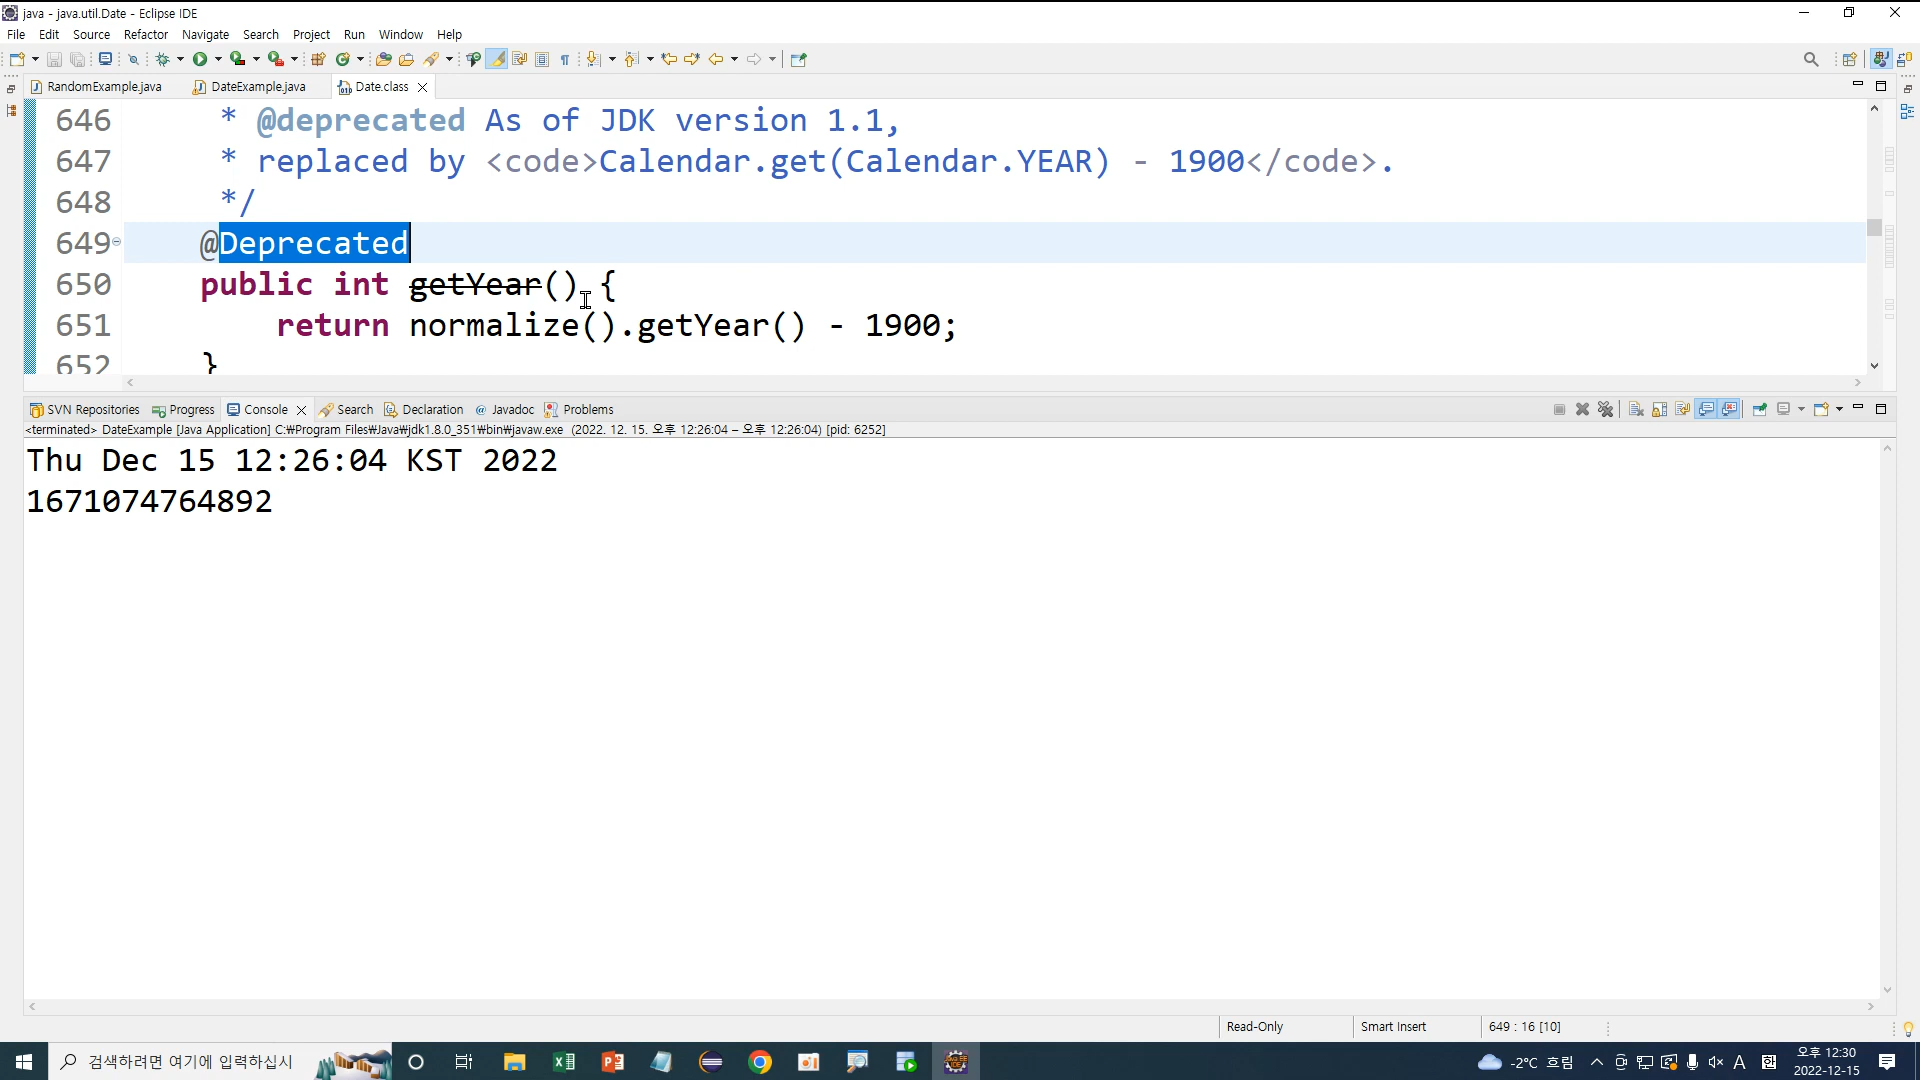 java - java.util.Date - Eclipse IDE
File Edit Source Refactor Navigate Search Project Run Window Help
RandomExample.java DateExample.java Date.class
646 * @deprecated As of JDK version 1.1,
647 * replaced by <code>Calendar.get(Calendar.YEAR) - 1900</code>.
648 */
649 @Deprecated
650 public int getYear() {
651 return normalize().getYear() - 1900;
652 }
SVN Repositories Progress Console Search Declaration @ Javadoc Problems
<terminated> DateExample [Java Application] C:₩Program Files₩Java₩jdk1.8.0_351₩bin₩javaw.exe (2022. 12. 15. 오후 12:26:04 – 오후 12:26:04) [pid: 6252]
Thu Dec 15 12:26:04 KST 2022
1671074764892
Read-Only Smart Insert 649 : 16 [10]
검색하려면 여기에 입력하십시
-2°C 흐림 A 오후 12:30
2022-12-15